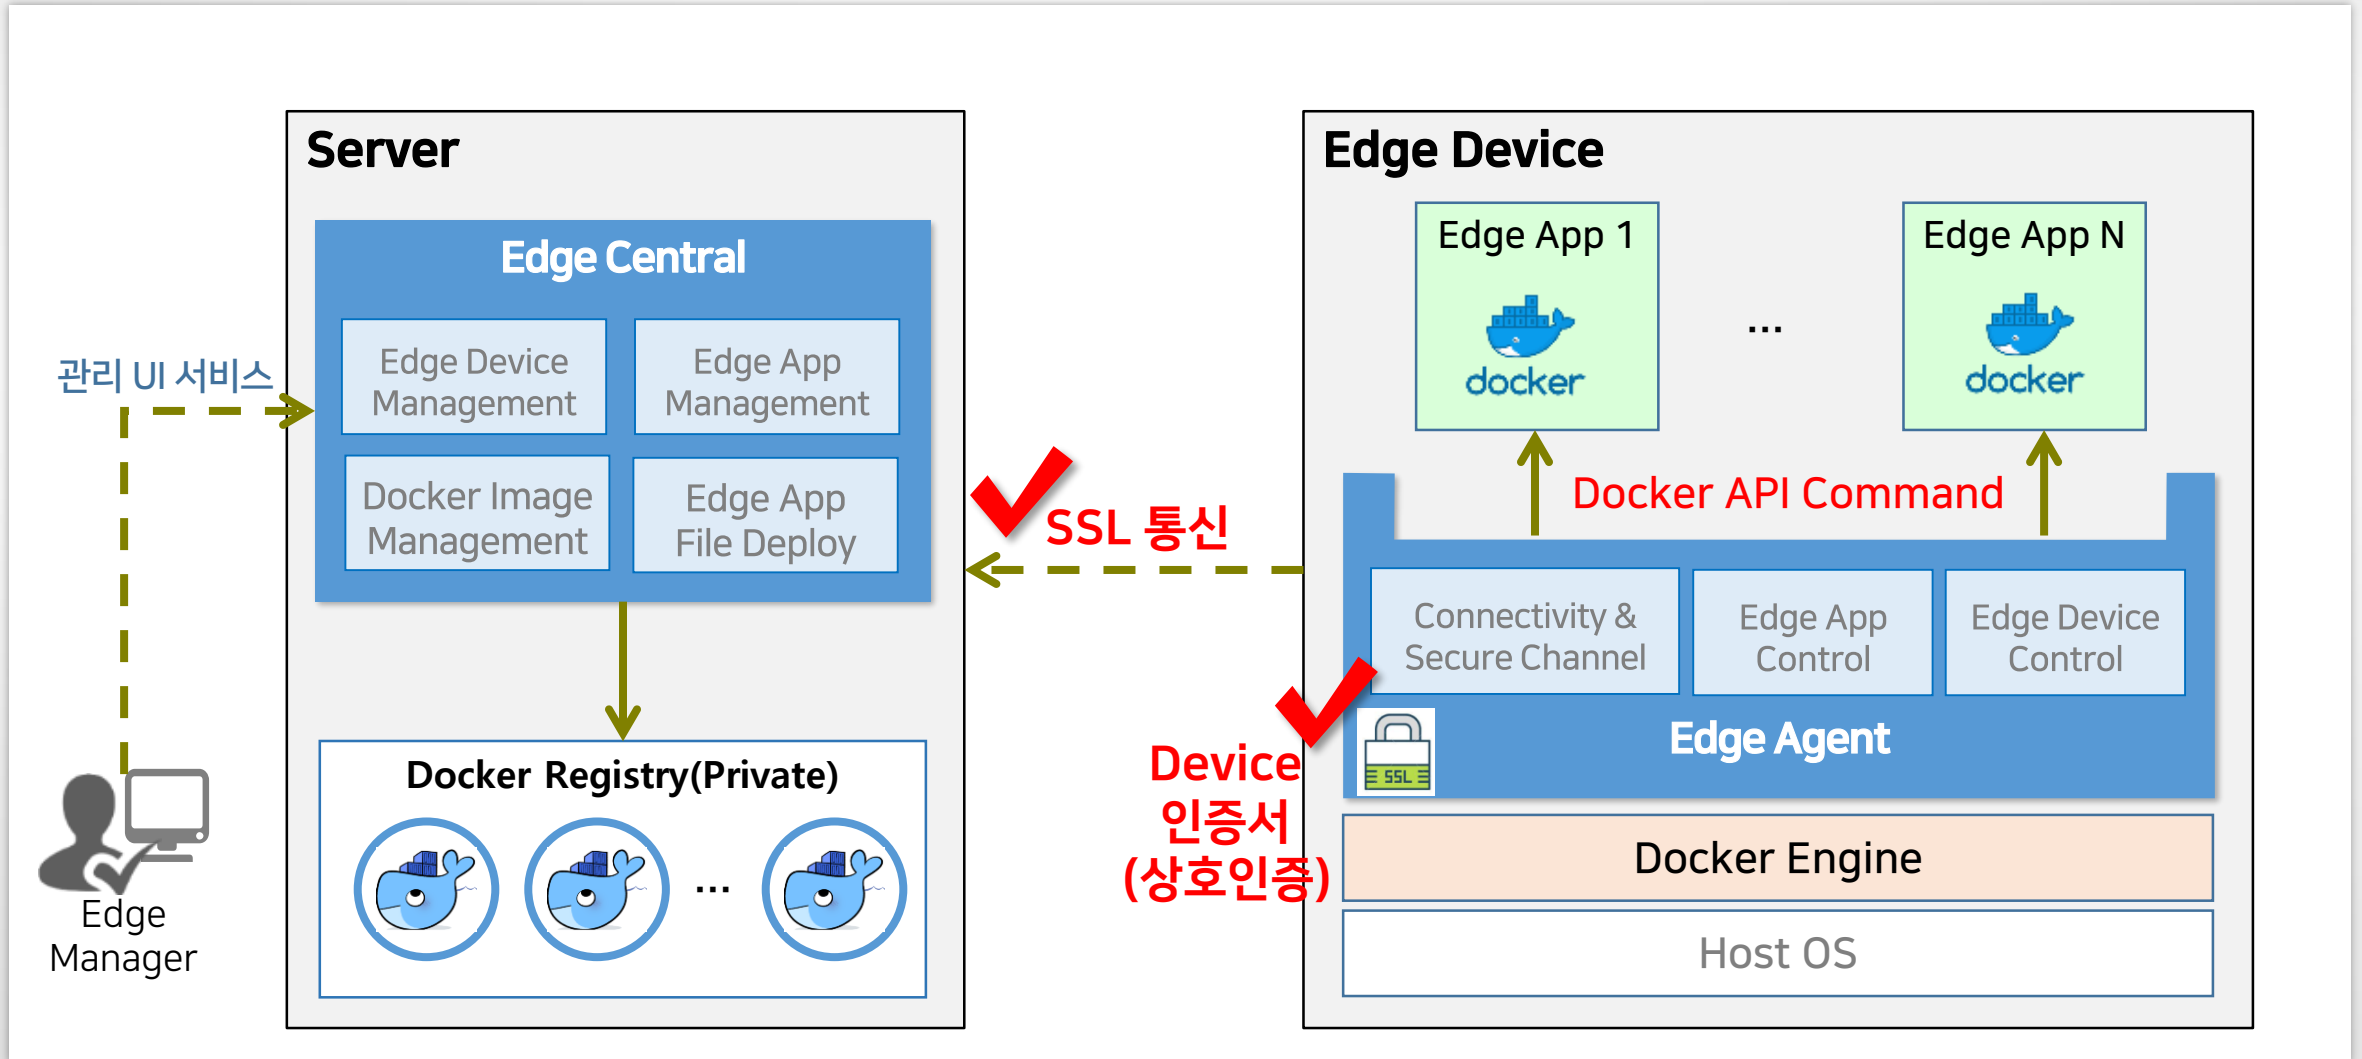 Server
Edge Central
Edge Device
Management
Edge App
Management
Docker Image
Management
Edge App
File Deploy
관리 UI 서비스
Docker Registry(Private)
...
Edge
Manager
SSL 통신
Device
인증서
(상호인증)
Edge Device
Edge App 1
docker
...
Edge App N
docker
Docker API Command
Connectivity &
Secure Channel
Edge App
Control
Edge Device
Control
SSL
Edge Agent
Docker Engine
Host OS